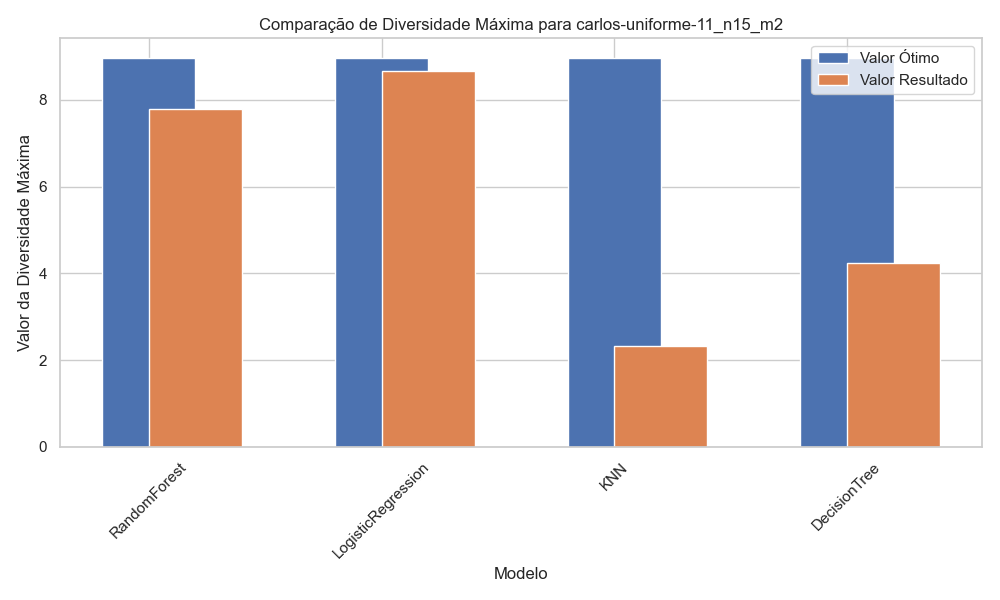 Comparação de Diversidade Máxima para carlos-uniforme-11_n15_m2
Valor Ótimo
Valor Resultado
Valor da Diversidade Máxima
8
6
4
2
0
RandomForest
LogisticRegression
KNN
DecisionTree
Modelo